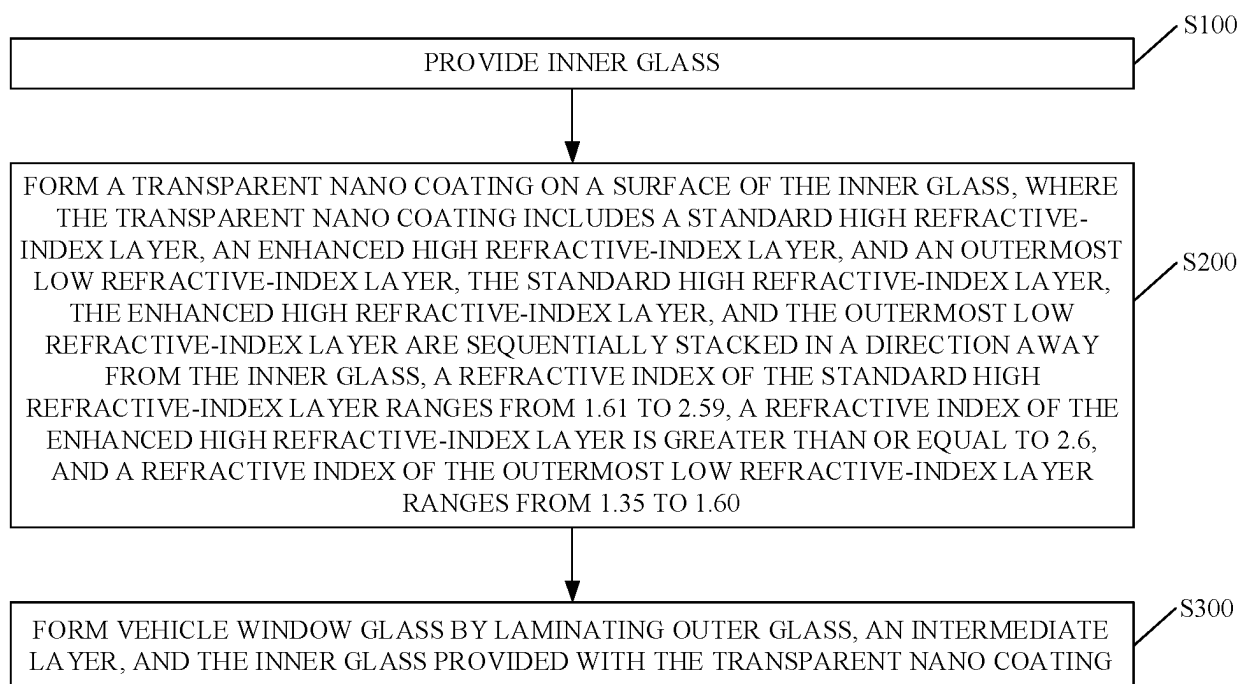 S100
PROVIDE INNER GLASS
FORM A TRANSPARENT NANO COATING ON A SURFACE OF THE INNER GLASS, WHERE
THE TRANSPARENT NANO COATING INCLUDES A STANDARD HIGH REFRACTIVE-
INDEX LAYER, AN ENHANCED HIGH REFRACTIVE-INDEX LAYER, AND AN OUTERMOST
LOW REFRACTIVE-INDEX LAYER, THE STANDARD HIGH REFRACTIVE-INDEX LAYER,
THE ENHANCED HIGH REFRACTIVE-INDEX LAYER, AND THE OUTERMOST LOW
REFRACTIVE-INDEX LAYER ARE SEQUENTIALLY STACKED IN A DIRECTION AWAY
FROM THE INNER GLASS, A REFRACTIVE INDEX OF THE STANDARD HIGH
REFRACTIVE-INDEX LAYER RANGES FROM 1.61 TO 2.59, A REFRACTIVE INDEX OF THE
ENHANCED HIGH REFRACTIVE-INDEX LAYER IS GREATER THAN OR EQUAL TO 2.6,
AND A REFRACTIVE INDEX OF THE OUTERMOST LOW REFRACTIVE-INDEX LAYER
RANGES FROM 1.35 TO 1.60
S200
S300
FORM VEHICLE WINDOW GLASS BY LAMINATING OUTER GLASS, AN INTERMEDIATE
LAYER, AND THE INNER GLASS PROVIDED WITH THE TRANSPARENT NANO COATING